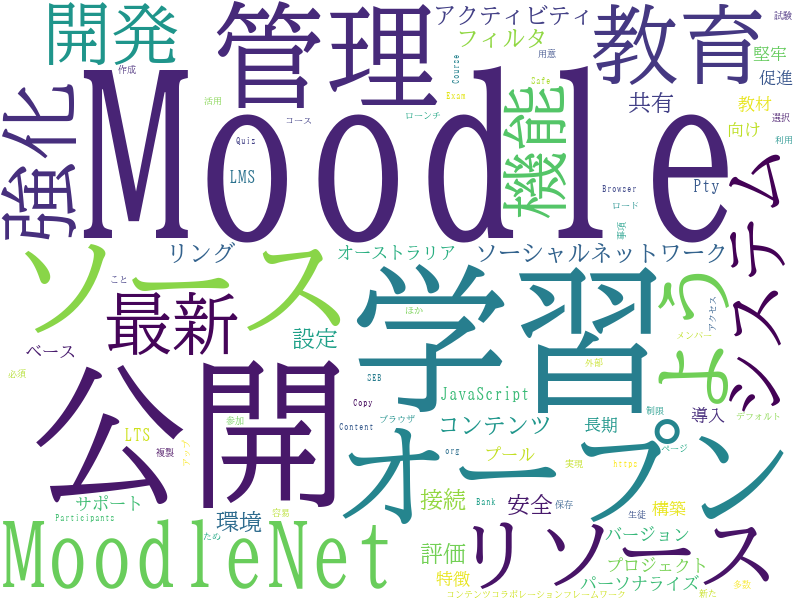 開発
管理
アクティビティ
フィルタ
教育
試験
堅牢
促進
作成
用意
Course
Safe
Exam
活用
共有
教材
選択
強化
Moodle
機能
向け
利用
コース
ローンチ
Quiz
LMS
Browser
Pty
ロード
事項
システム
リング
オーストラリア
ソーシャルネットワーク
ソース
こと
最新
学習
よう
設定
ほか
アクセス
メンバー
ベース
外部
必須
SEB
公開
JavaScript
Copy
制限
導入
デフォルト
ブラウザ
参加
コンテンツ
長期
オープン
LTS
Content
org
ページ
複製
アップ
プール
実現
https
接続
サポート
Bank
保存
安全
構築
Participants
環境
容易
生徒
MoodleNet
ため
リソース
バージョン
評価
プロジェクト
特徴
パーソナライズ
多数
コンテンツコラボレーションフレームワーク
新た